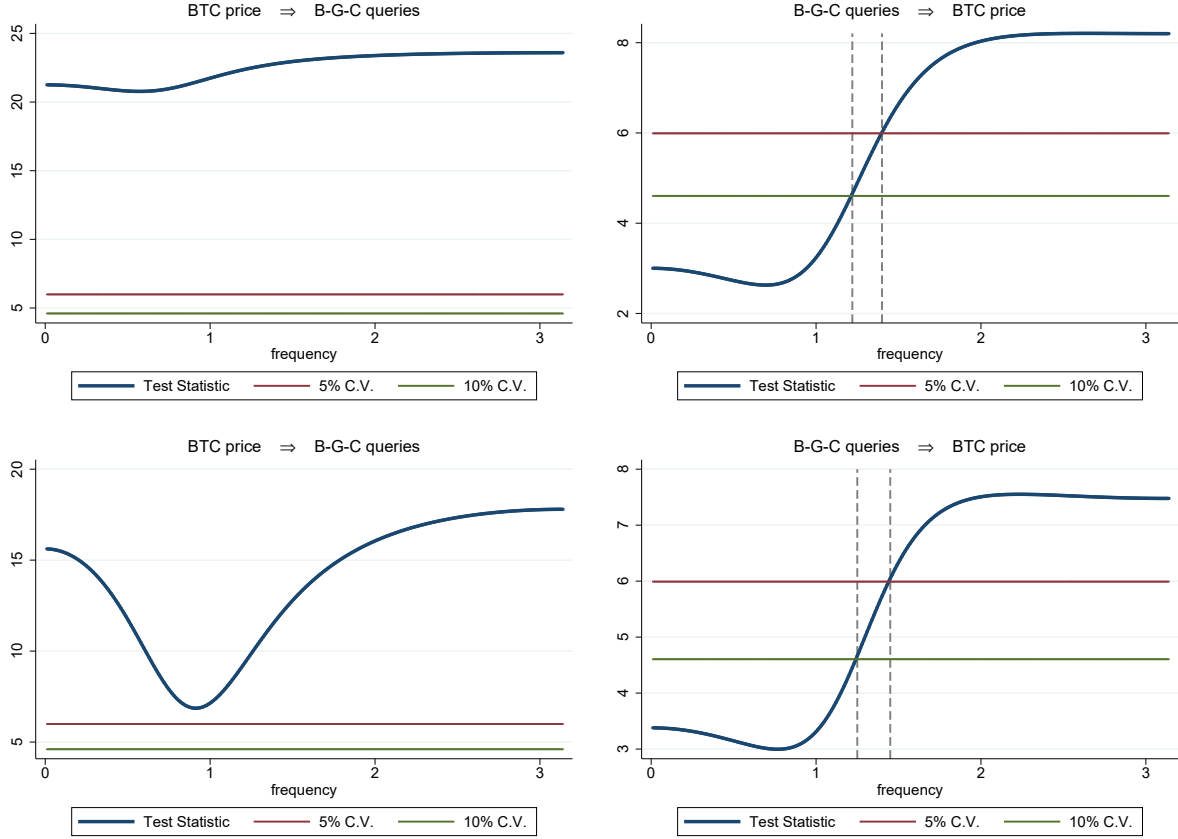 BTC price ⇒ B-G-C queries
25
20
15
10
5
0 1 2 3
frequency
Test Statistic 5% C.V. 10% C.V.
B-G-C queries ⇒ BTC price
8
6
4
2
0 1 2 3
frequency
Test Statistic 5% C.V. 10% C.V.
BTC price ⇒ B-G-C queries
20
15
10
5
0 1 2 3
frequency
Test Statistic 5% C.V. 10% C.V.
B-G-C queries ⇒ BTC price
8
7
6
5
4
3
0 1 2 3
frequency
Test Statistic 5% C.V. 10% C.V.